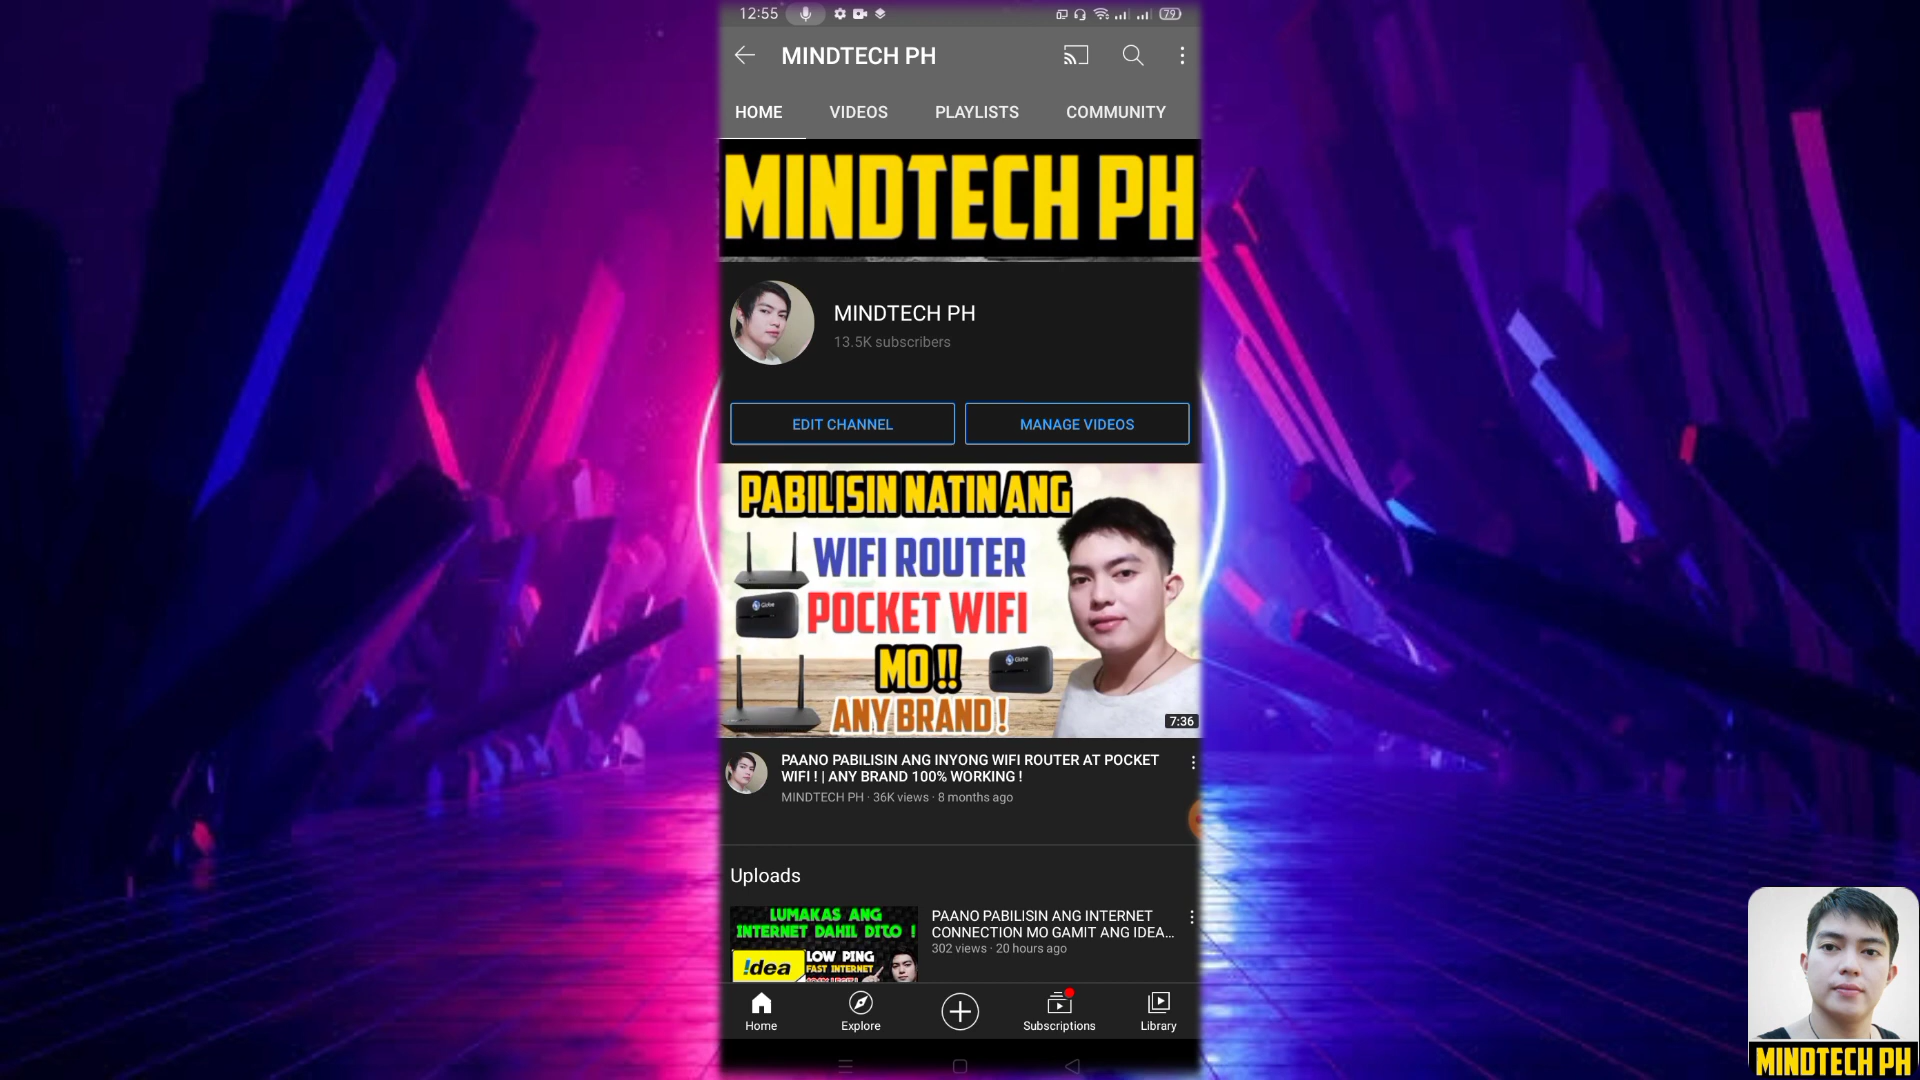 12:55
79
MINDTECH PH
HOME VIDEOS PLAYLISTS COMMUNITY
MINDTECH PH
MINDTECH PH
13.5K subscribers
EDIT CHANNEL MANAGE VIDEOS
PABILISIN NATIN ANG
WIFI ROUTER
POCKET WIFI
MO !!
ANY BRAND !
Globe
Globe
7:36
PAANO PABILISIN ANG INYONG WIFI ROUTER AT POCKET
WIFI ! | ANY BRAND 100% WORKING !
MINDTECH PH · 36K views · 8 months ago
Uploads
LUMAKAS ANG
INTERNET DAHIL DITO !
!dea
LOW PING
FAST INTERNET
PAANO PABILISIN ANG INTERNET
CONNECTION MO GAMIT ANG IDEA...
302 views · 20 hours ago
Home Explore Subscriptions Library
MINDTECH PH